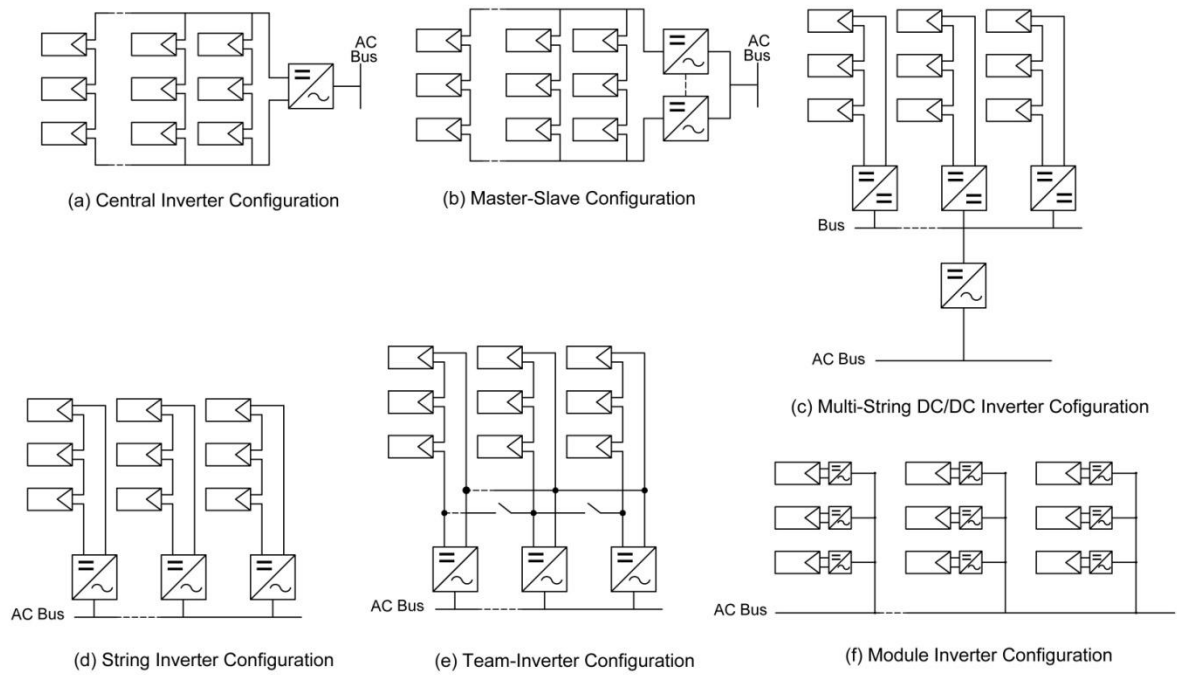 AC
Bus
(a) Central Inverter Configuration
AC
Bus
(b) Master-Slave Configuration
Bus
AC Bus
(c) Multi-String DC/DC Inverter Cofiguration
AC Bus
(d) String Inverter Configuration
AC Bus
(e) Team-Inverter Configuration
AC Bus
(f) Module Inverter Configuration